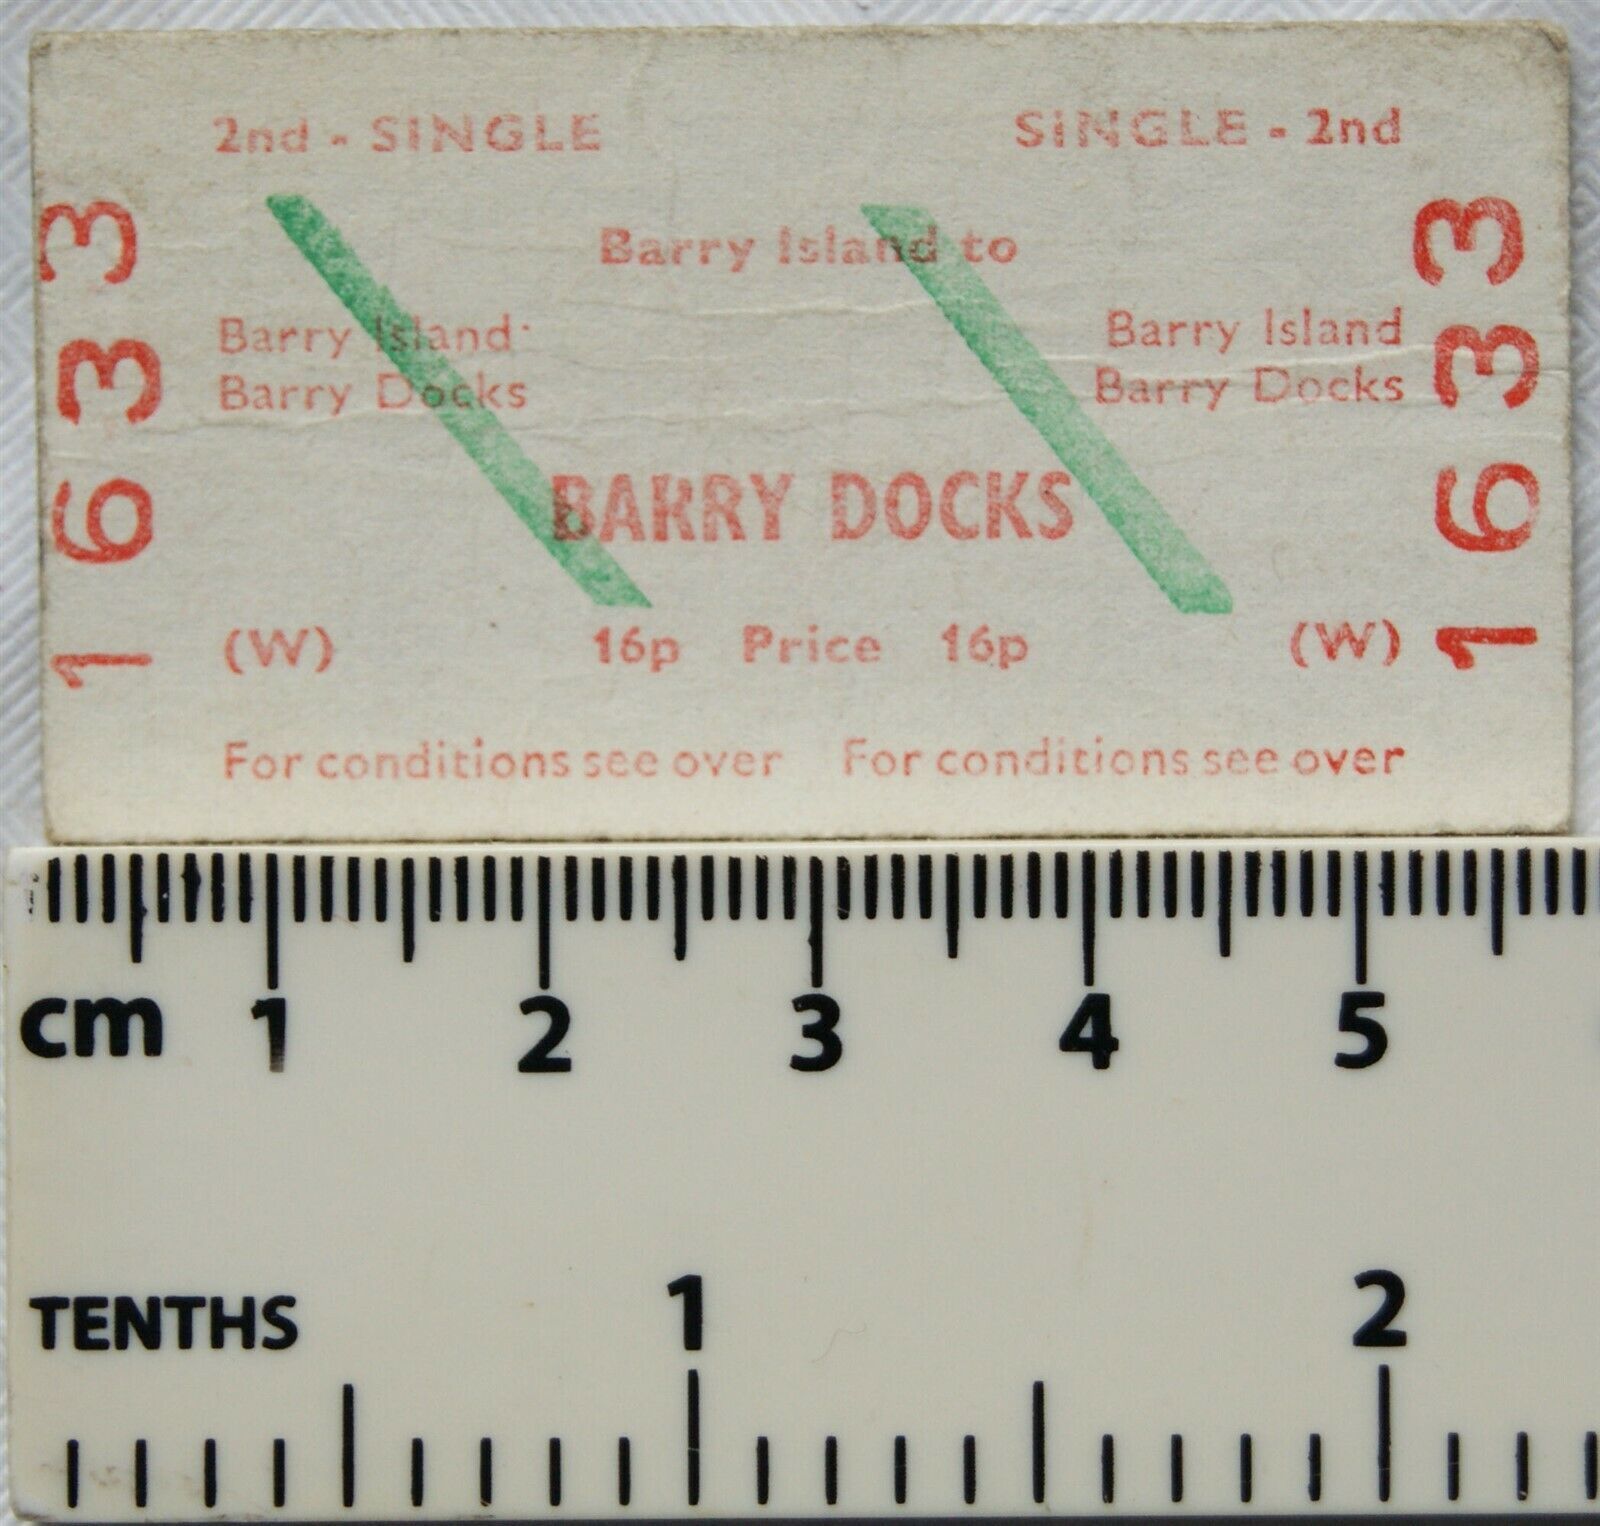 2nd - SINGLE SINGLE - 2nd
Barry Island to
Barry Island Barry Island
Barry Docks Barry Docks
BARRY DOCKS
(W) 16p Price 16p (W)
For conditions see over For conditions see over
1633
1633
cm 1 2 3 4 5
TENTHS 1 2